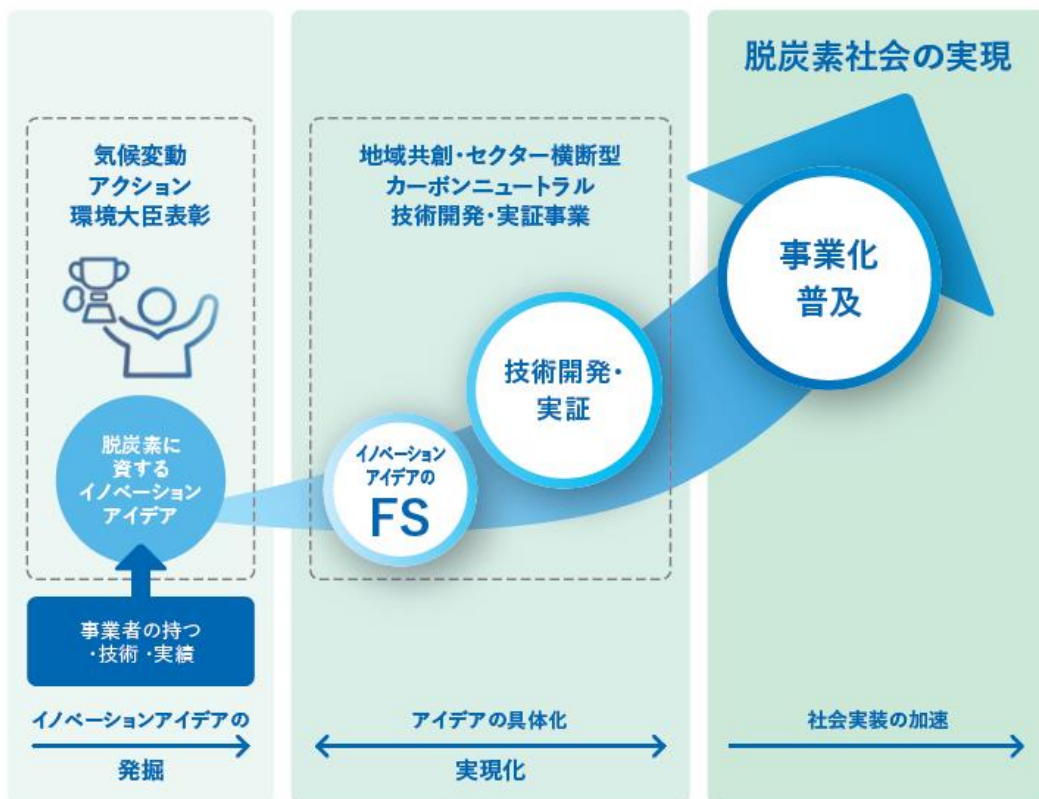 気候変動
アクション
環境大臣表彰
脱炭素に
資する
イノベーション
アイデア
事業者の持つ
・技術 ・実績
イノベーションアイデアの
発掘
地域共創・セクター横断型
カーボンニュートラル
技術開発・実証事業
イノベーション
アイデアの
FS
技術開発・
実証
アイデアの具体化
実現化
脱炭素社会の実現
事業化
普及
社会実装の加速